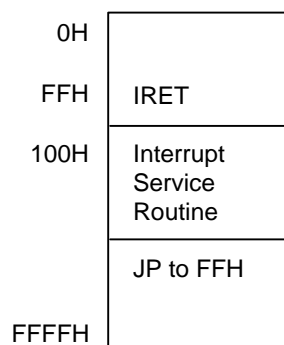 0H
FFH IRET
100H Interrupt
Service
Routine
JP to FFH
FFFFH